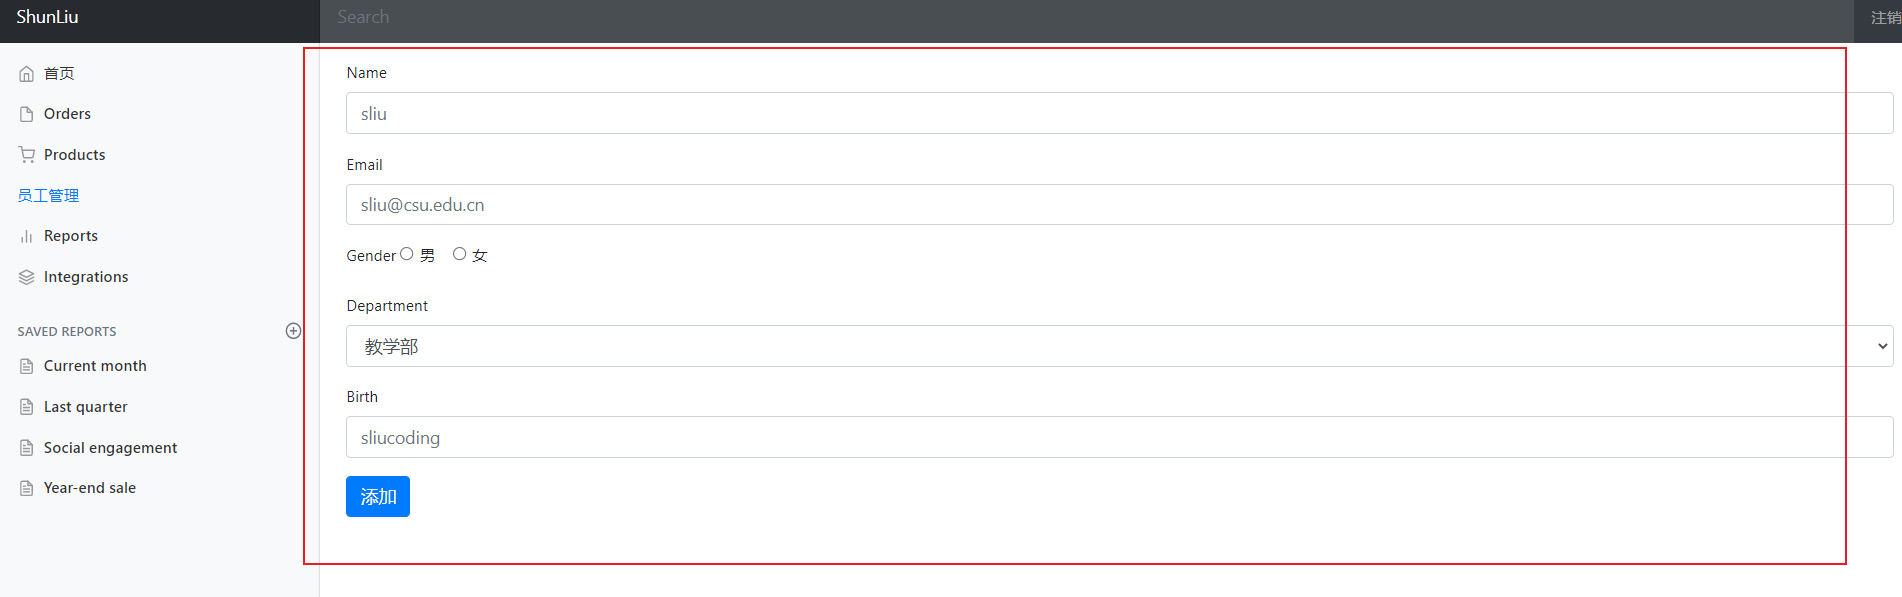 ShunLiu
Search
注销
首页
Orders
Products
员工管理
Reports
Integrations
SAVED REPORTS
Current month
Last quarter
Social engagement
Year-end sale
Name
sliu
Email
sliu@csu.edu.cn
Gender 男 女
Department
教学部
Birth
sliucoding
添加